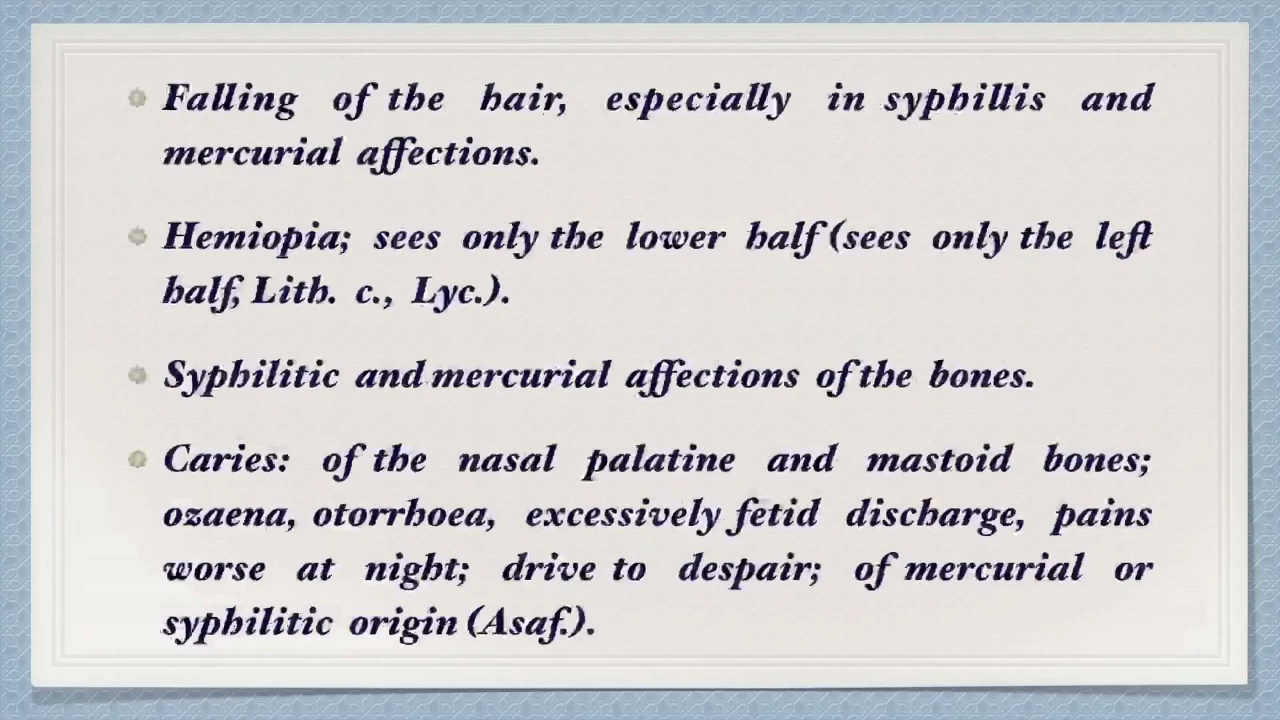 Falling of the hair, especially in syphillis and
mercurial affections.
Hemiopia; sees only the lower half (sees only the left
half, Lith. c., Lyc.).
Syphilitic and mercurial affections of the bones.
Caries: of the nasal palatine and mastoid bones;
ozaena, otorrhoea, excessively fetid discharge, pains
worse at night; drive to despair; of mercurial or
syphilitic origin (Asaf.).